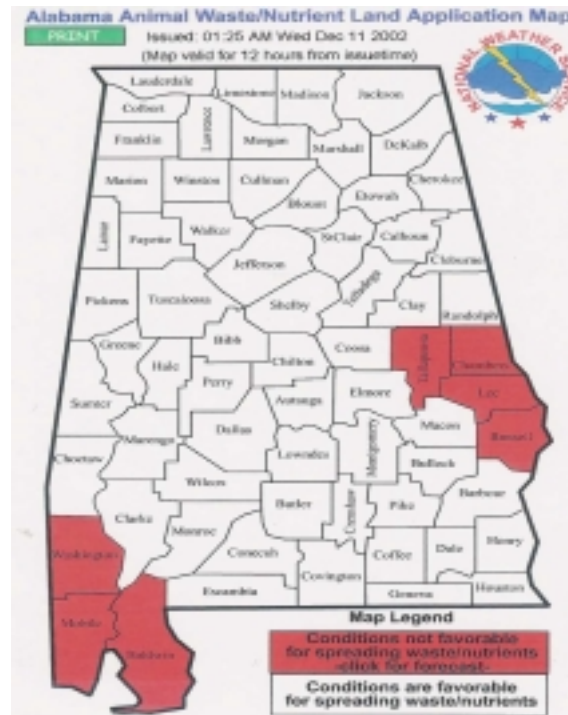 Alabama Animal Waste/Nutrient Land Application Map
PRINT
Issued: 01:25 AM Wed Dec 11 2002
(Map valid for 12 hours from issuetime)
NATIONAL WEATHER SERVICE
Lauderdale
Limestone
Madison
Jackson
Colbert
Lawrence
Franklin
Morgan
Marshall
DeKalb
Marion
Winston
Cullman
Cherokee
Blount
Etowah
Lamar
Fayette
Walker
StClair
Calhoun
Cleburne
Jefferson
Talladega
Pickens
Tuscaloosa
Shelby
Clay
Randolph
Greene
Bibb
Hale
Chilton
Coosa
Tallapoosa
Chambers
Perry
Sumter
Autauga
Elmore
Lee
Marengo
Dallas
Macon
Russell
Choctaw
Lowndes
Montgomery
Bullock
Wilcox
Barbour
Clarke
Butler
Crenshaw
Pike
Monroe
Washington
Conecuh
Coffee
Dale
Henry
Covington
Escambia
Geneva
Houston
Mobile
Baldwin
Map Legend
Conditions not favorable
for spreading waste/nutrients
-click for forecast-
Conditions are favorable
for spreading waste/nutrients